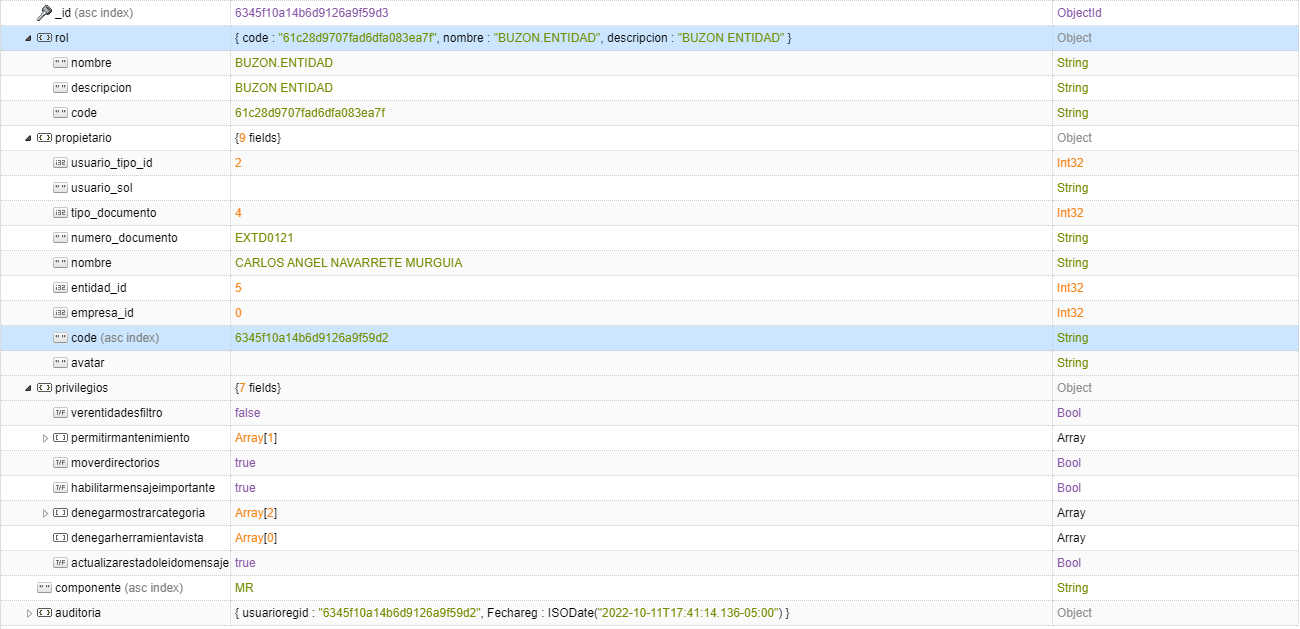 _id (asc index) 6345f10a14b6d9126a9f59d3 ObjectId
rol { code : "61c28d9707fad6dfa083ea7f", nombre : "BUZON.ENTIDAD", descripcion : "BUZON ENTIDAD" } Object
" " nombre BUZON.ENTIDAD String
" " descripcion BUZON ENTIDAD String
" " code 61c28d9707fad6dfa083ea7f String
propietario {9 fields} Object
i32 usuario_tipo_id 2 Int32
" " usuario_sol String
i32 tipo_documento 4 Int32
" " numero_documento EXTD0121 String
" " nombre CARLOS ANGEL NAVARRETE MURGUIA String
i32 entidad_id 5 Int32
i32 empresa_id 0 Int32
" " code (asc index) 6345f10a14b6d9126a9f59d2 String
" " avatar String
privilegios {7 fields} Object
T/F verentidadesfiltro false Bool
permitirmantenimiento Array[1] Array
T/F moverdirectorios true Bool
T/F habilitarmensajeimportante true Bool
denegarmostrarcategoria Array[2] Array
denegarherramientavista Array[0] Array
T/F actualizarestadoleidomensaje true Bool
" " componente (asc index) MR String
auditoria { usuarioregid : "6345f10a14b6d9126a9f59d2", Fechareg : ISODate("2022-10-11T17:41:14.136-05:00") } Object